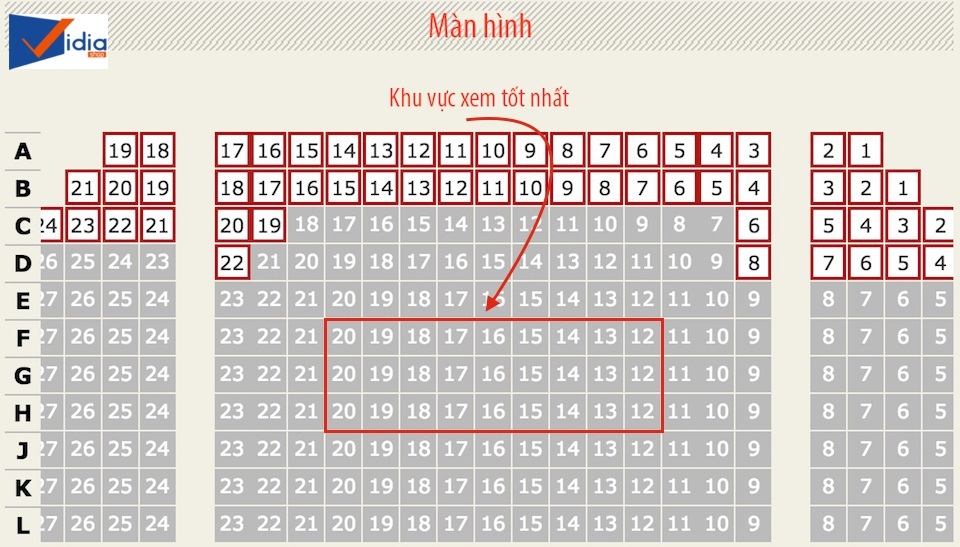 Màn hình
Vidia
shop
Khu vực xem tốt nhất
A 19 18 17 16 15 14 13 12 11 10 9 8 7 6 5 4 3 2 1
B 21 20 19 18 17 16 15 14 13 12 11 10 9 8 7 6 5 4 3 2 1
C 24 23 22 21 20 19 18 17 16 15 14 13 12 11 10 9 8 7 6 5 4 3 2
D 26 25 24 23 22 21 20 19 18 17 16 15 14 13 12 11 10 9 8 7 6 5 4
E 27 26 25 24 23 22 21 20 19 18 17 16 15 14 13 12 11 10 9 8 7 6 5
F 27 26 25 24 23 22 21 20 19 18 17 16 15 14 13 12 11 10 9 8 7 6 5
G 27 26 25 24 23 22 21 20 19 18 17 16 15 14 13 12 11 10 9 8 7 6 5
H 27 26 25 24 23 22 21 20 19 18 17 16 15 14 13 12 11 10 9 8 7 6 5
J 27 26 25 24 23 22 21 20 19 18 17 16 15 14 13 12 11 10 9 8 7 6 5
K 27 26 25 24 23 22 21 20 19 18 17 16 15 14 13 12 11 10 9 8 7 6 5
L 27 26 25 24 23 22 21 20 19 18 17 16 15 14 13 12 11 10 9 8 7 6 5